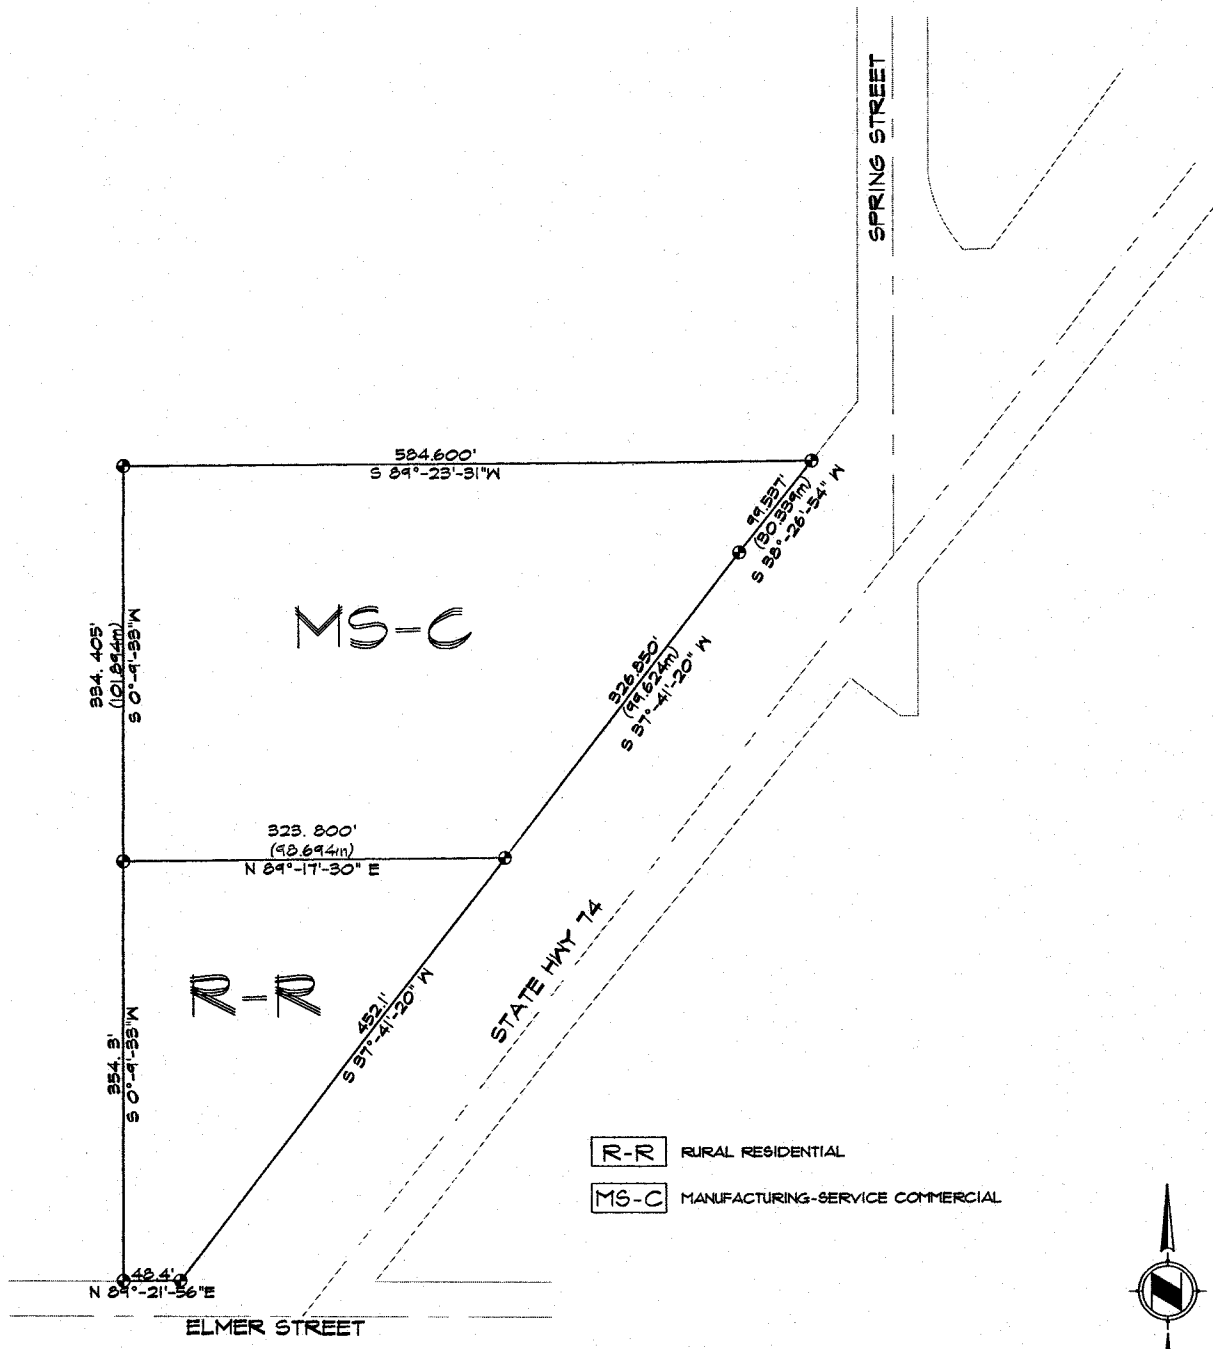 SPRING STREET
584.600'
S 89°-23'-31"W
99.537'
(30.339m)
S 38°-26'-54" W
MS-C
334.405'
(101.894m)
S 0°-9'-33"W
326.850'
(99.624m)
S 37°-41'-20" W
323.800'
(98.694m)
N 89°-17'-30" E
R-R
452.1'
S 37°-41'-20" W
STATE HWY 74
354.3'
S 0°-9'-33"W
R-R RURAL RESIDENTIAL
MS-C MANUFACTURING-SERVICE COMMERCIAL
48.4'
N 89°-21'-56"E
ELMER STREET
N